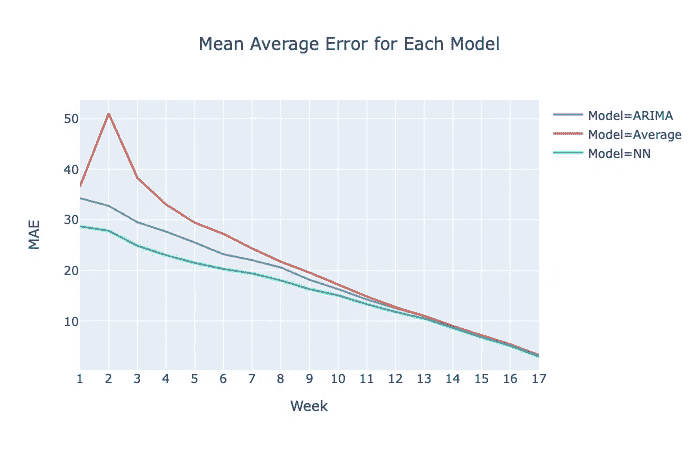 Mean Average Error for Each Model
Model=ARIMA
Model=Average
Model=NN
50
40
30
20
10
MAE
1 2 3 4 5 6 7 8 9 10 11 12 13 14 15 16 17
Week